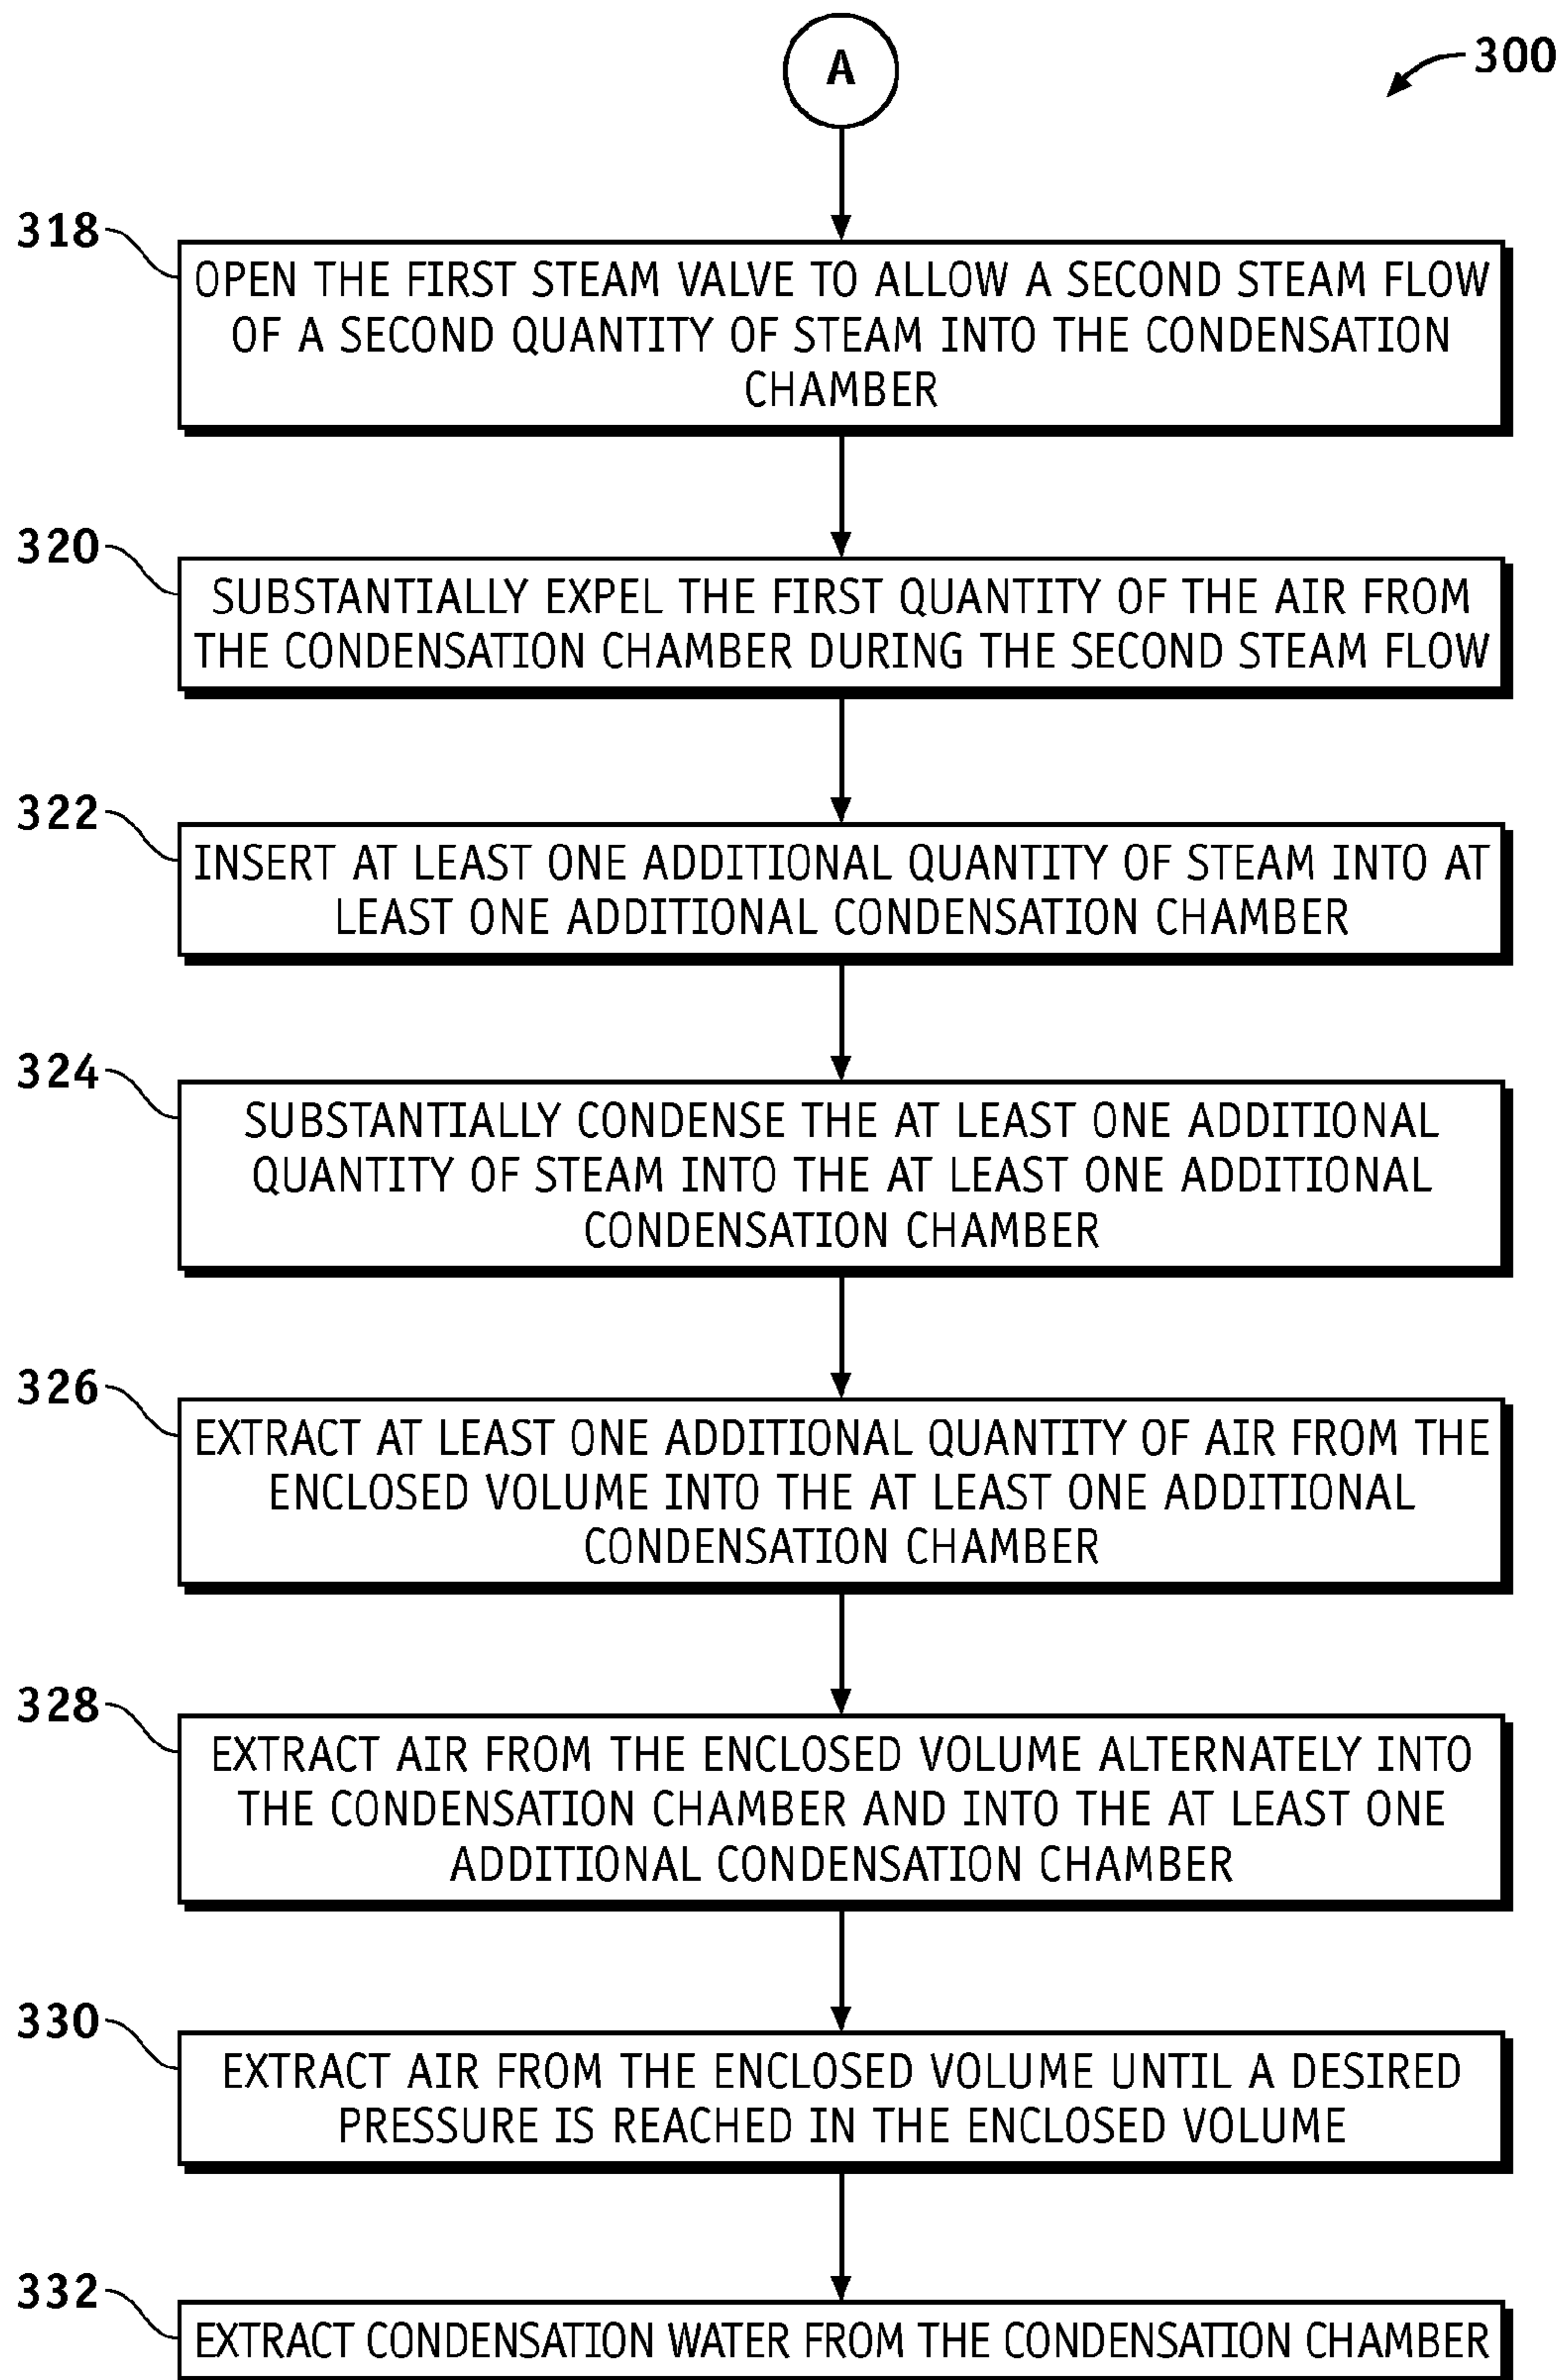 A
300
318
OPEN THE FIRST STEAM VALVE TO ALLOW A SECOND STEAM FLOW
OF A SECOND QUANTITY OF STEAM INTO THE CONDENSATION
CHAMBER
320
SUBSTANTIALLY EXPEL THE FIRST QUANTITY OF THE AIR FROM
THE CONDENSATION CHAMBER DURING THE SECOND STEAM FLOW
322
INSERT AT LEAST ONE ADDITIONAL QUANTITY OF STEAM INTO AT
LEAST ONE ADDITIONAL CONDENSATION CHAMBER
324
SUBSTANTIALLY CONDENSE THE AT LEAST ONE ADDITIONAL
QUANTITY OF STEAM INTO THE AT LEAST ONE ADDITIONAL
CONDENSATION CHAMBER
326
EXTRACT AT LEAST ONE ADDITIONAL QUANTITY OF AIR FROM THE
ENCLOSED VOLUME INTO THE AT LEAST ONE ADDITIONAL
CONDENSATION CHAMBER
328
EXTRACT AIR FROM THE ENCLOSED VOLUME ALTERNATELY INTO
THE CONDENSATION CHAMBER AND INTO THE AT LEAST ONE
ADDITIONAL CONDENSATION CHAMBER
330
EXTRACT AIR FROM THE ENCLOSED VOLUME UNTIL A DESIRED
PRESSURE IS REACHED IN THE ENCLOSED VOLUME
332
EXTRACT CONDENSATION WATER FROM THE CONDENSATION CHAMBER